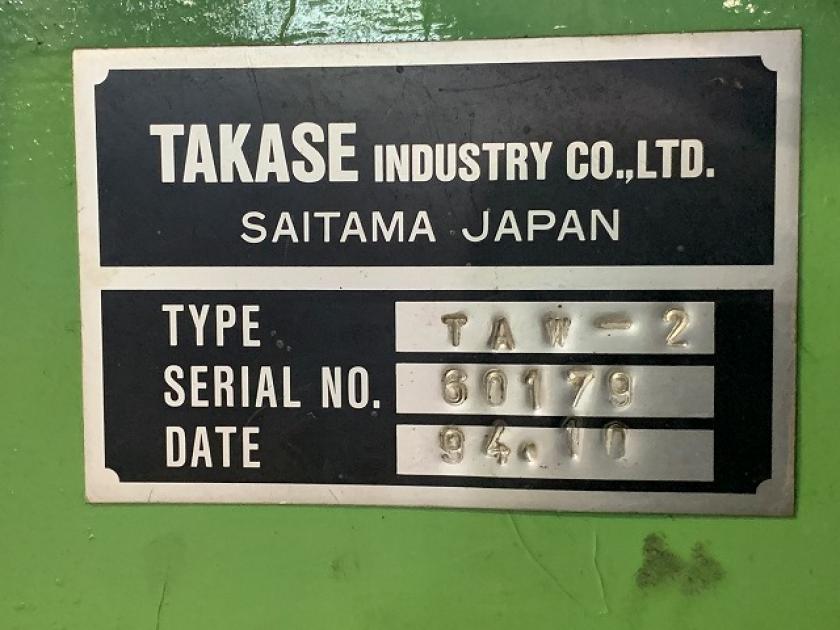 TAKASE INDUSTRY CO.,LTD.
SAITAMA JAPAN
TYPE TAW-2
SERIAL NO. 60179
DATE 94.10